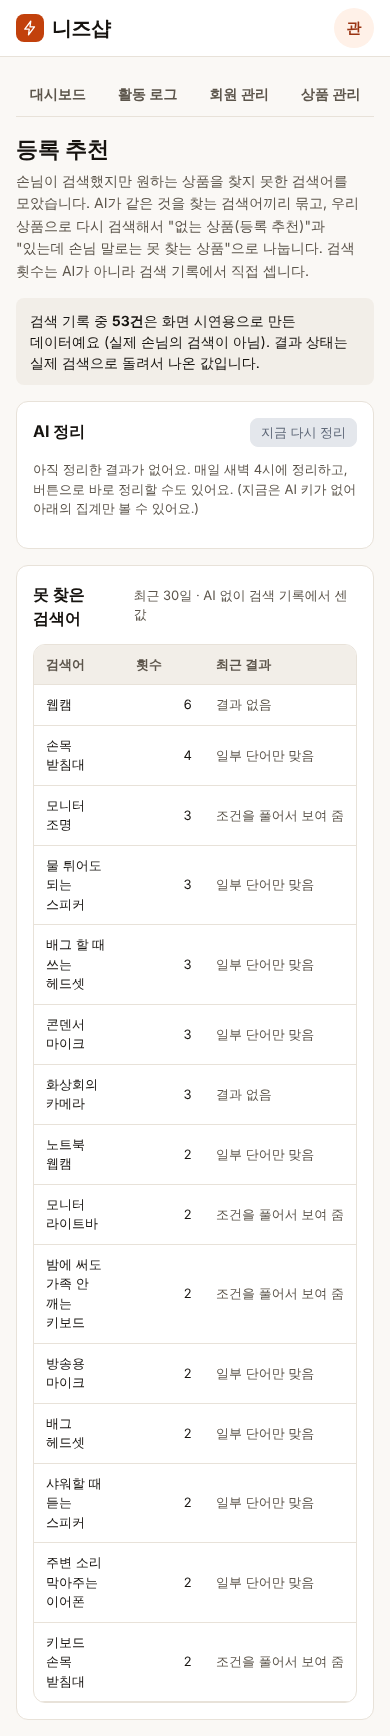 니즈샵
관
대시보드 활동 로그 회원 관리 상품 관리
등록 추천
손님이 검색했지만 원하는 상품을 찾지 못한 검색어를
모았습니다. AI가 같은 것을 찾는 검색어끼리 묶고, 우리
상품으로 다시 검색해서 "없는 상품(등록 추천)"과
"있는데 손님 말로는 못 찾는 상품"으로 나눕니다. 검색
횟수는 AI가 아니라 검색 기록에서 직접 셉니다.
검색 기록 중 53건은 화면 시연용으로 만든
데이터예요 (실제 손님의 검색이 아님). 결과 상태는
실제 검색으로 돌려서 나온 값입니다.
AI 정리
지금 다시 정리
아직 정리한 결과가 없어요. 매일 새벽 4시에 정리하고,
버튼으로 바로 정리할 수도 있어요. (지금은 AI 키가 없어
아래의 집계만 볼 수 있어요.)
못 찾은
검색어
최근 30일 · AI 없이 검색 기록에서 센
값
검색어 횟수 최근 결과
웹캠 6 결과 없음
손목
받침대
4 일부 단어만 맞음
모니터
조명
3 조건을 풀어서 보여 줌
물 튀어도
되는
스피커
3 일부 단어만 맞음
배그 할 때
쓰는
헤드셋
3 일부 단어만 맞음
콘덴서
마이크
3 일부 단어만 맞음
화상회의
카메라
3 결과 없음
노트북
웹캠
2 일부 단어만 맞음
모니터
라이트바
2 조건을 풀어서 보여 줌
밤에 써도
가족 안
깨는
키보드
2 조건을 풀어서 보여 줌
방송용
마이크
2 일부 단어만 맞음
배그
헤드셋
2 일부 단어만 맞음
샤워할 때
듣는
스피커
2 일부 단어만 맞음
주변 소리
막아주는
이어폰
2 일부 단어만 맞음
키보드
손목
받침대
2 조건을 풀어서 보여 줌